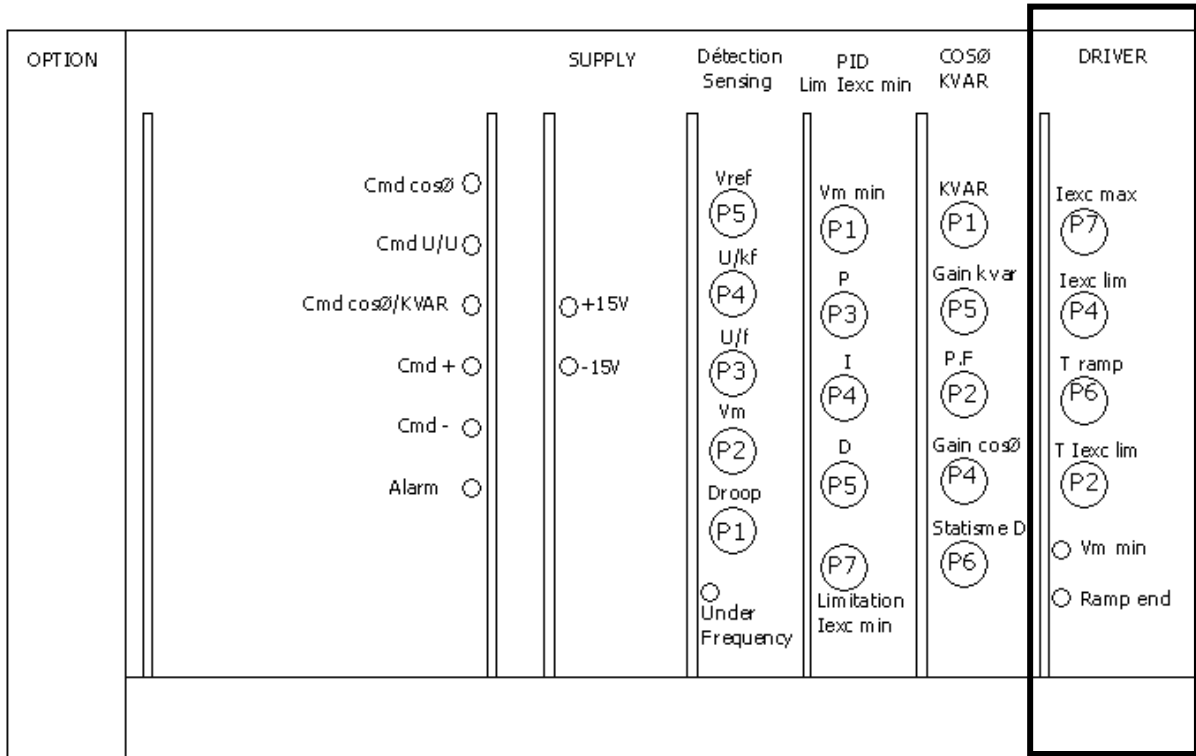 OPTION
SUPPLY
Détection
Sensing
PID
Lim Iexc min
COSØ
KVAR
DRIVER
Cmd cosØ
Cmd U/U
Cmd cosØ/KVAR
Cmd +
Cmd -
Alarm
+15V
-15V
Vref
P5
U/kf
P4
U/f
P3
Vm
P2
Droop
P1
Under
Frequency
Vm min
P1
P
P3
I
P4
D
P5
P7
Limitation
Iexc min
KVAR
P1
Gain kvar
P5
P.F
P2
Gain cosØ
P4
Statisme D
P6
Iexc max
P7
Iexc lim
P4
T ramp
P6
T Iexc lim
P2
Vm min
Ramp end